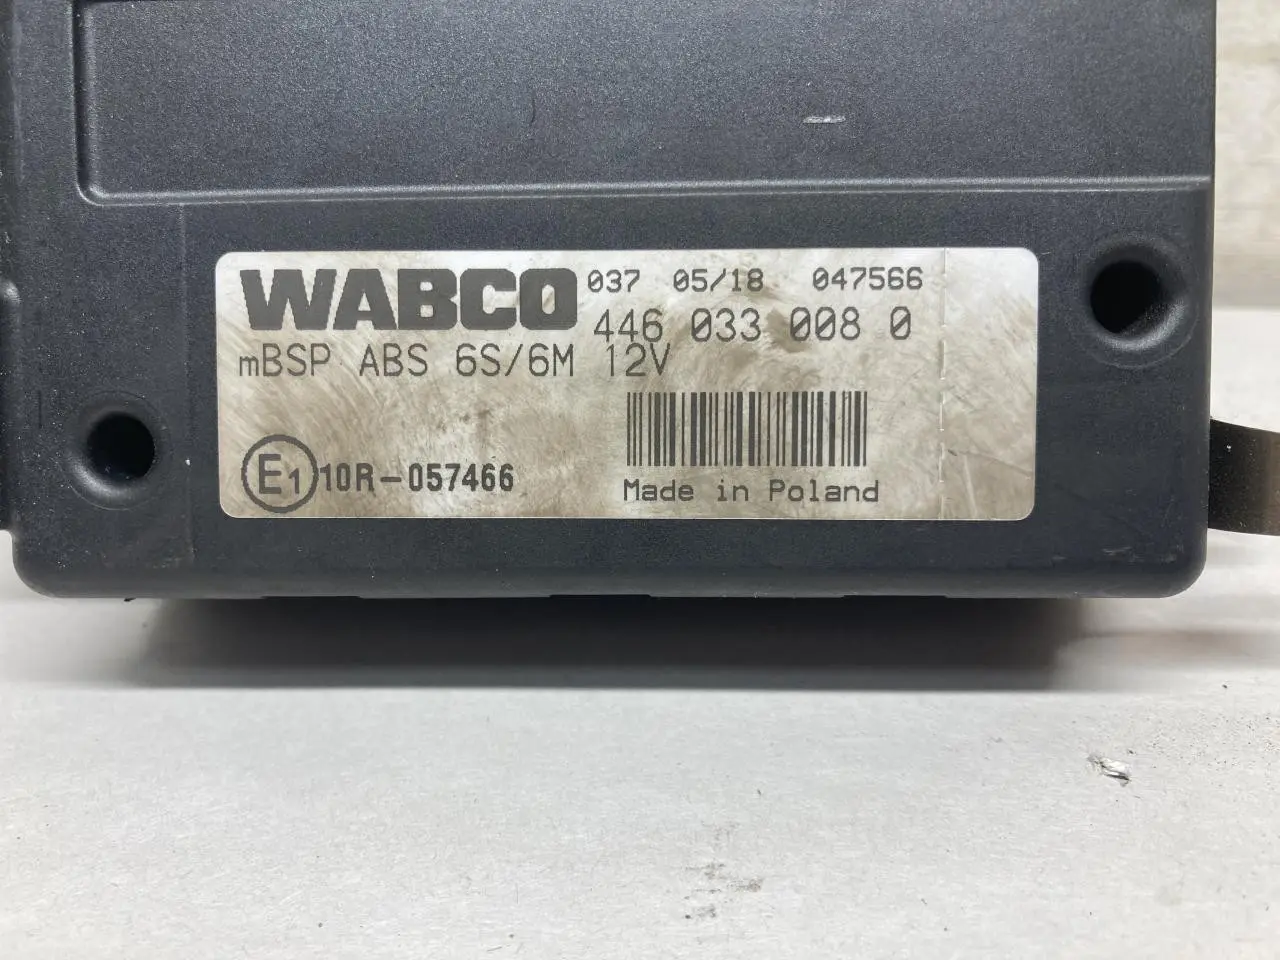 WABCO 037 05/18 047566
446 033 008 0
mBSP ABS 6S/6M 12V
E1 10R-057466
Made in Poland